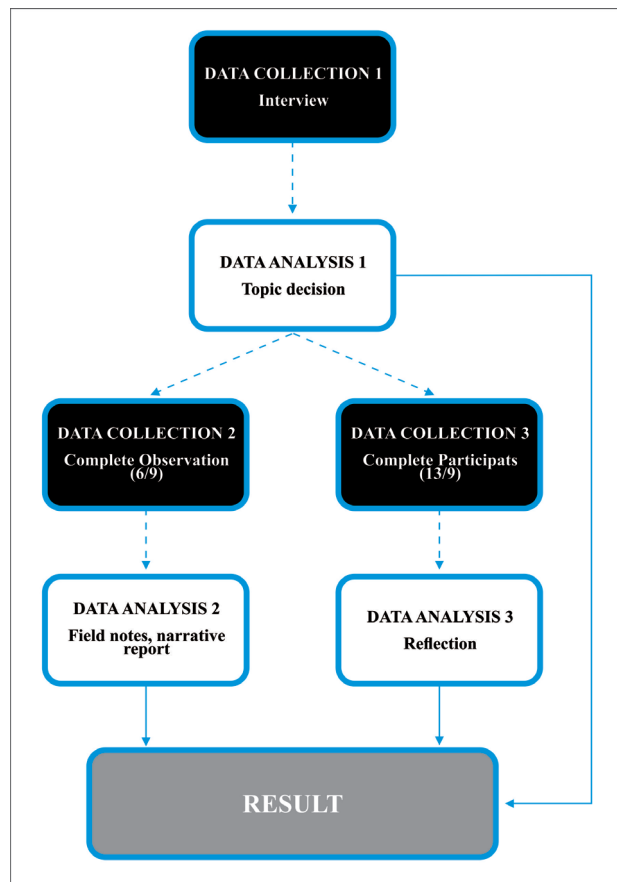 DATA COLLECTION 1
Interview
DATA ANALYSIS 1
Topic decision
DATA COLLECTION 2
Complete Observation
(6/9)
DATA COLLECTION 3
Complete Participats
(13/9)
DATA ANALYSIS 2
Field notes, narrative
report
DATA ANALYSIS 3
Reflection
RESULT